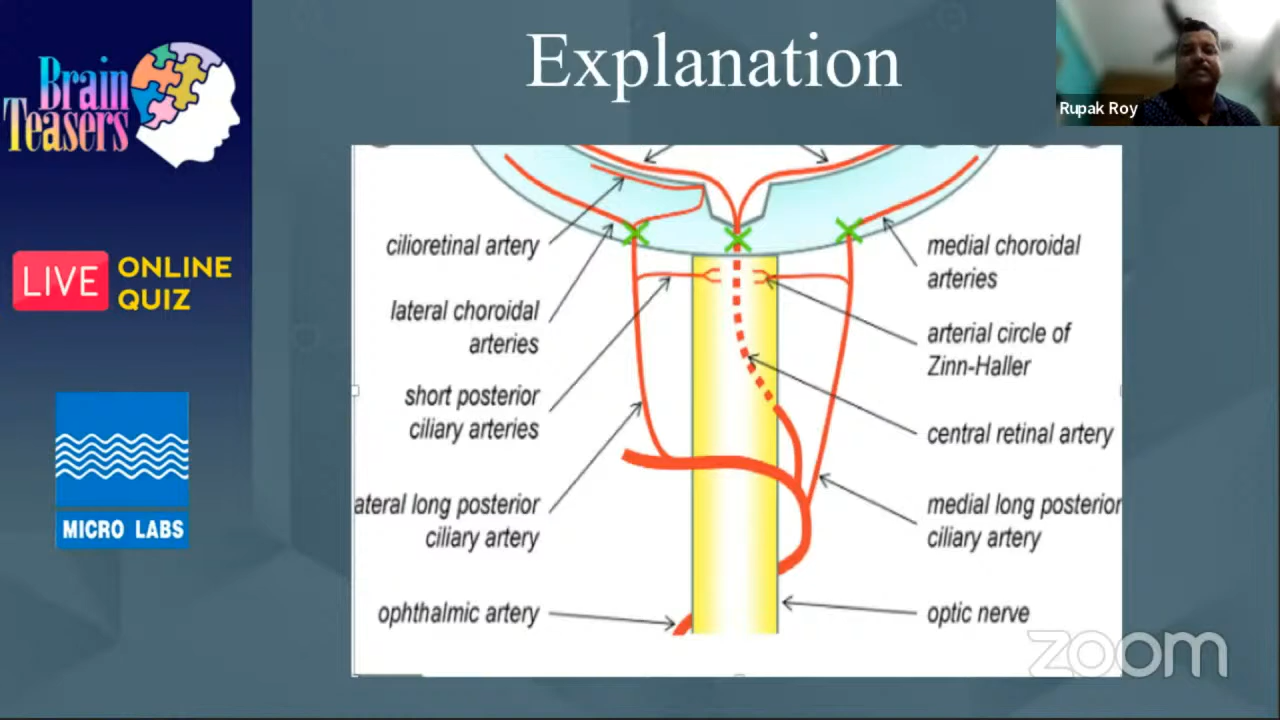 Explanation
Brain
Teasers
Rupak Roy
LIVE ONLINE
QUIZ
MICRO LABS
cilioretinal artery
lateral choroidal
arteries
short posterior
ciliary arteries
ateral long posterior
ciliary artery
ophthalmic artery
medial choroidal
arteries
arterial circle of
Zinn-Haller
central retinal artery
medial long posterior
ciliary artery
optic nerve
zoom